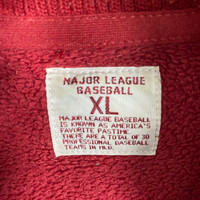 MAJOR LEAGUE
BASEBALL
XL
MAJOR LEAGUE BASEBALL
IS KNOWN AS AMERICA'S
FAVORITE PASTIME
THERE ARE A TOTAL OF 30
PROFESSIONAL BASEBALL
TEAMS IN MLB.